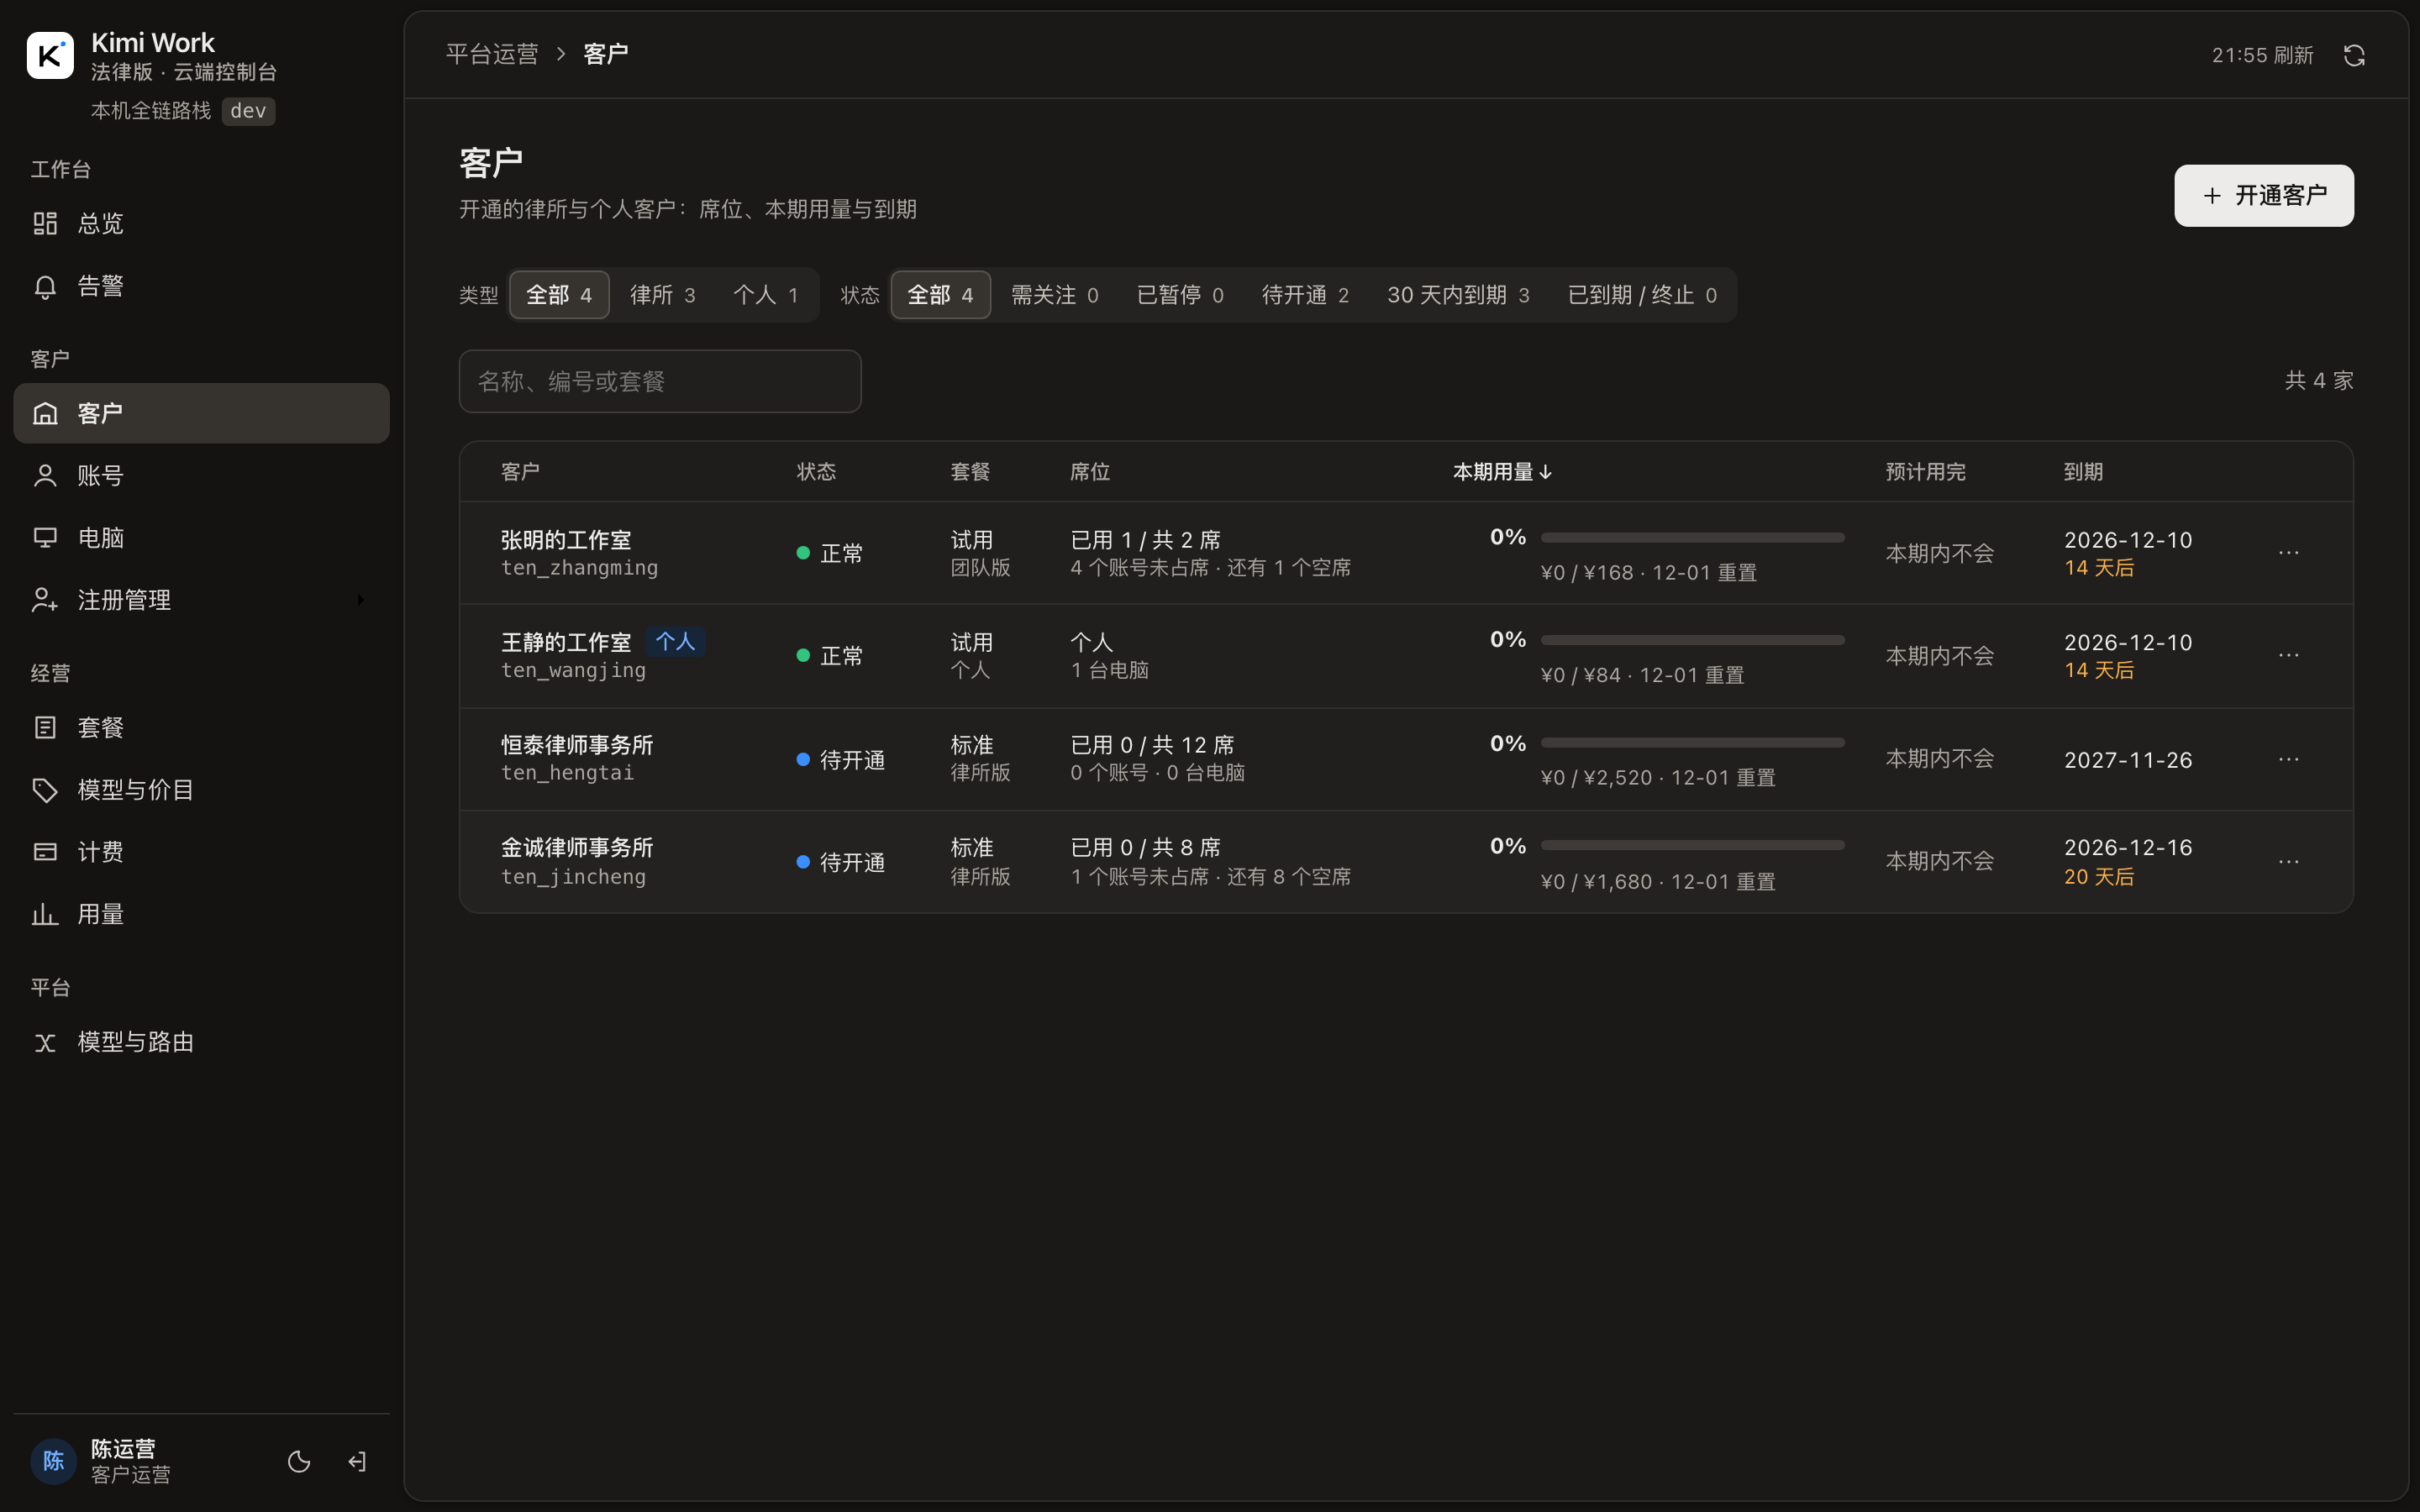 Kimi Work
法律版 · 云端控制台
本机全链路栈 dev
工作台
总览
告警
客户
客户
账号
电脑
注册管理
经营
套餐
模型与价目
计费
用量
平台
模型与路由
陈 陈运营
客户运营
平台运营 > 客户
21:55 刷新
客户
开通的律所与个人客户：席位、本期用量与到期
+ 开通客户
类型 全部 4 律所 3 个人 1 状态 全部 4 需关注 0 已暂停 0 待开通 2 30 天内到期 3 已到期 / 终止 0
名称、编号或套餐
共 4 家
客户 状态 套餐 席位 本期用量↓ 预计用完 到期
张明的工作室 正常 试用 已用 1 / 共 2 席 0% 本期内不会 2026-12-10 ···
ten_zhangming 团队版 4 个账号未占席 · 还有 1 个空席 ¥0 / ¥168 · 12-01 重置 14 天后
王静的工作室 个人 正常 试用 个人 0% 本期内不会 2026-12-10 ···
ten_wangjing 个人 1 台电脑 ¥0 / ¥84 · 12-01 重置 14 天后
恒泰律师事务所 待开通 标准 已用 0 / 共 12 席 0% 本期内不会 2027-11-26 ···
ten_hengtai 律所版 0 个账号 · 0 台电脑 ¥0 / ¥2,520 · 12-01 重置
金诚律师事务所 待开通 标准 已用 0 / 共 8 席 0% 本期内不会 2026-12-16 ···
ten_jincheng 律所版 1 个账号未占席 · 还有 8 个空席 ¥0 / ¥1,680 · 12-01 重置 20 天后